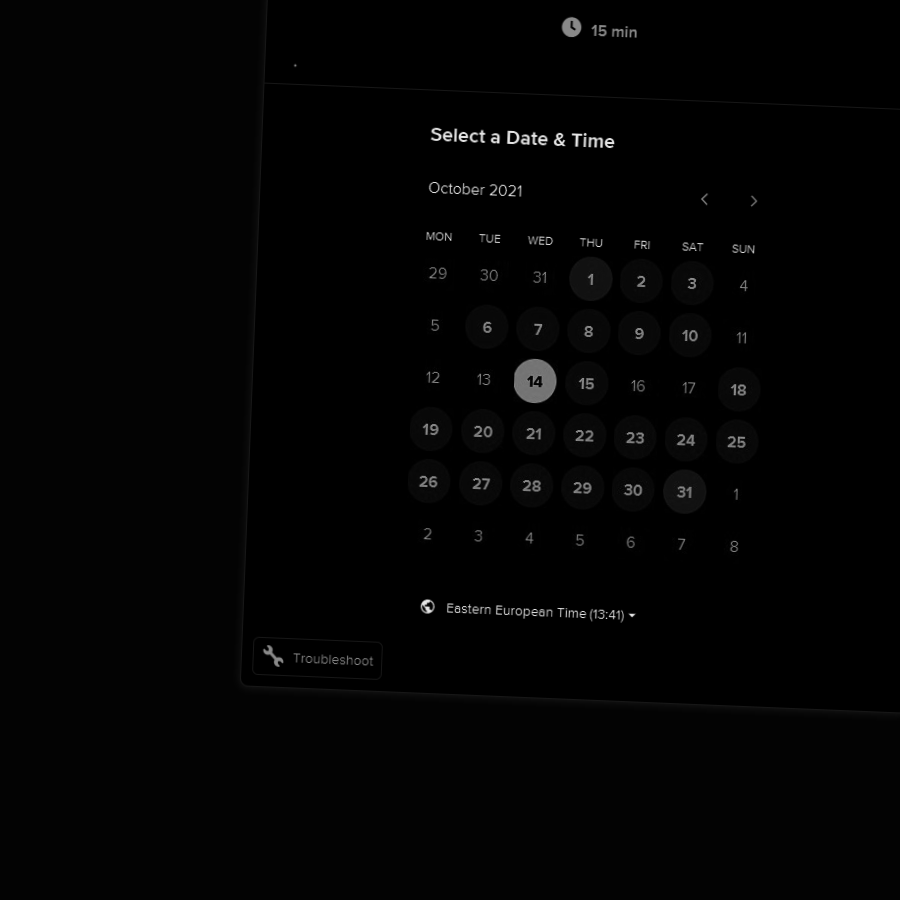 15 min
.
Select a Date & Time
October 2021
MON TUE WED THU FRI SAT SUN
29 30 31 1 2 3 4
5 6 7 8 9 10 11
12 13 14 15 16 17 18
19 20 21 22 23 24 25
26 27 28 29 30 31 1
2 3 4 5 6 7 8
Eastern European Time (13:41)
Troubleshoot